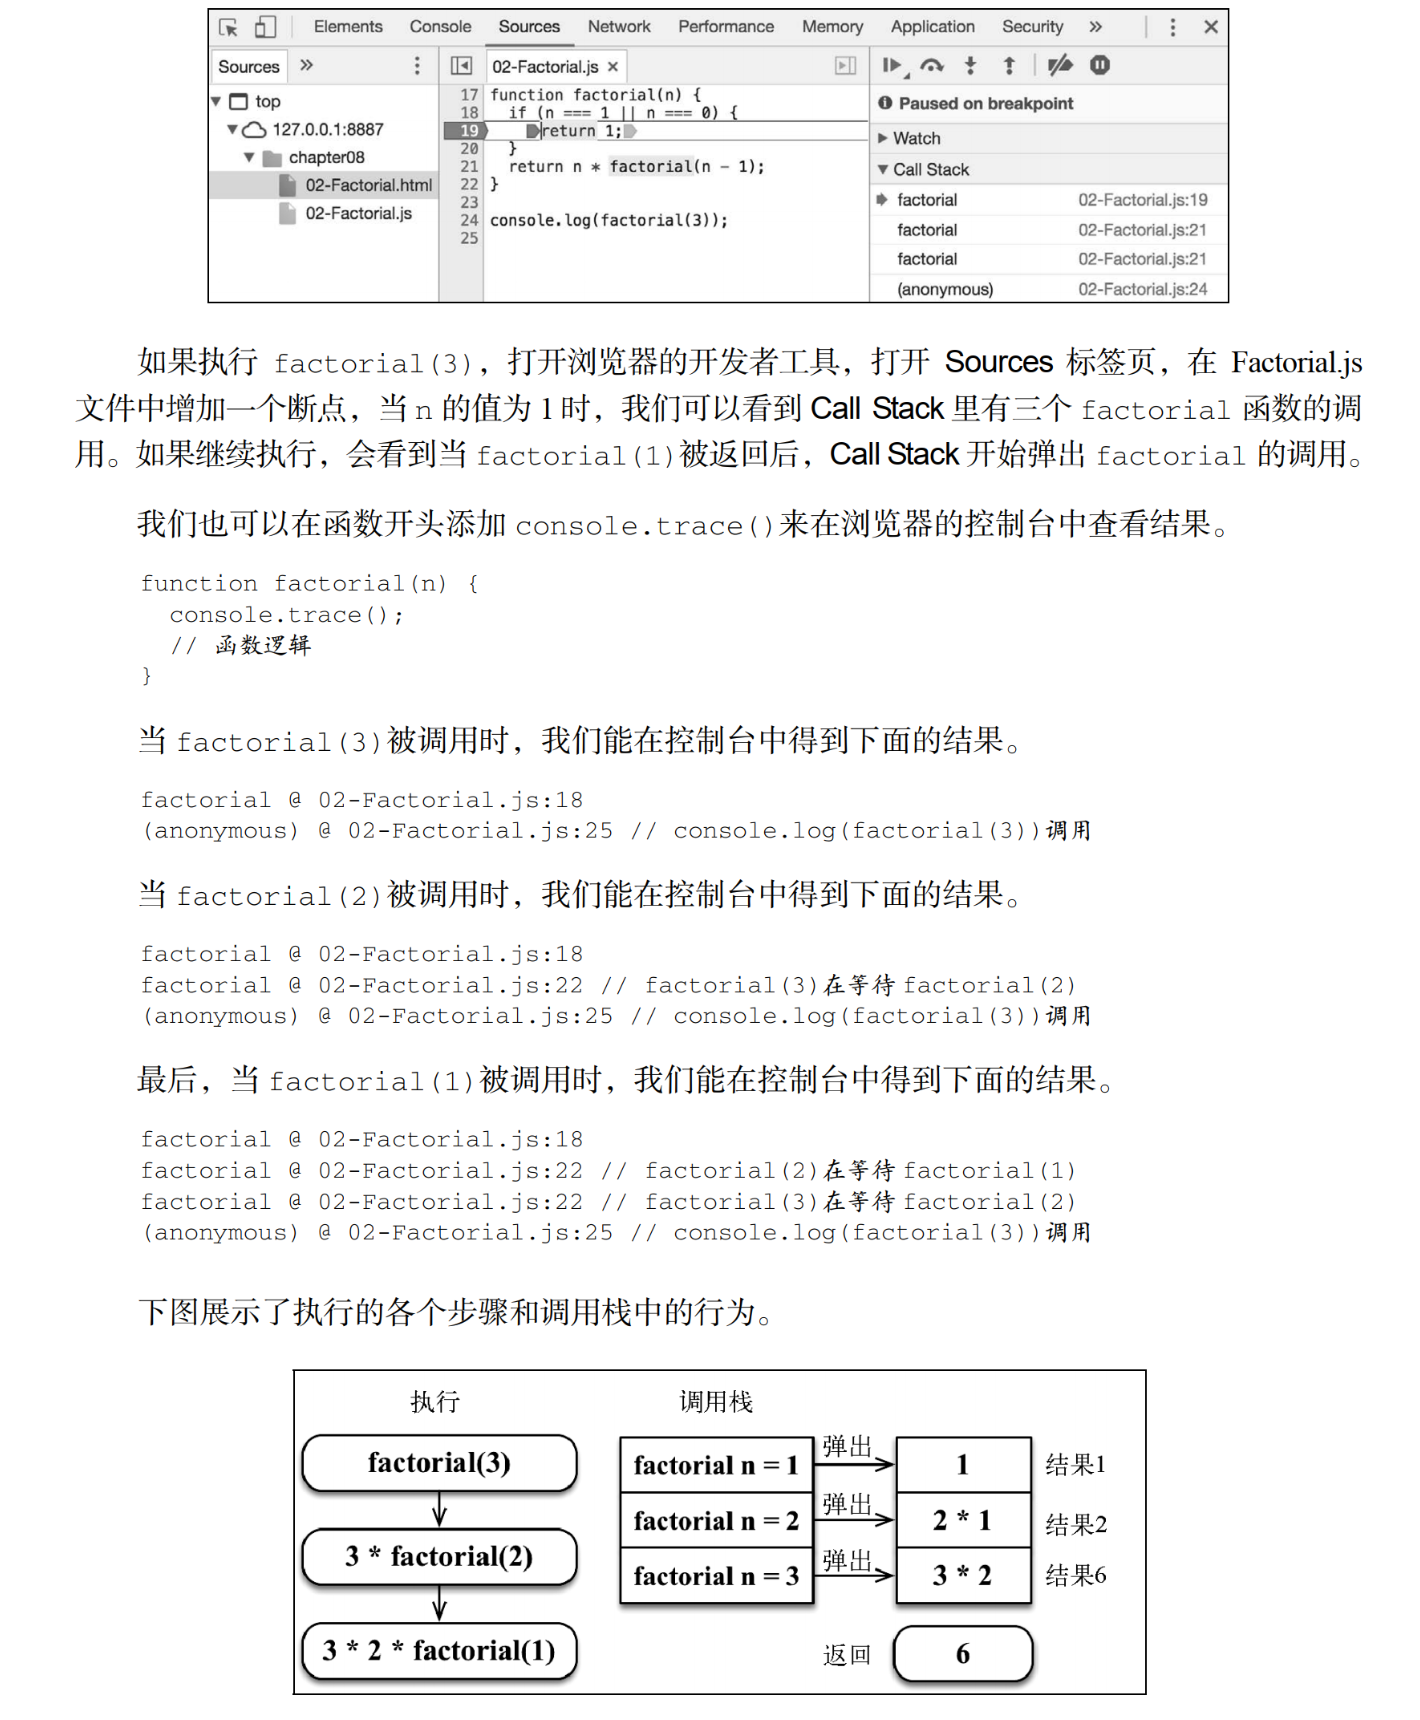 Elements Console Sources Network Performance Memory Application Security »
Sources »
top
127.0.0.1:8887
chapter08
02-Factorial.html
02-Factorial.js
02-Factorial.js ×
17 function factorial(n) {
18 if (n === 1 || n === 0) {
19 return 1;
20 }
21 return n * factorial(n - 1);
22 }
23
24 console.log(factorial(3));
25
Paused on breakpoint
Watch
Call Stack
factorial 02-Factorial.js:19
factorial 02-Factorial.js:21
factorial 02-Factorial.js:21
(anonymous) 02-Factorial.js:24
如果执行 factorial(3)，打开浏览器的开发者工具，打开 Sources 标签页，在 Factorial.js
文件中增加一个断点，当 n 的值为 1 时，我们可以看到 Call Stack 里有三个 factorial 函数的调
用。如果继续执行，会看到当 factorial(1)被返回后，Call Stack 开始弹出 factorial 的调用。
我们也可以在函数开头添加 console.trace()来在浏览器的控制台中查看结果。
function factorial(n) {
console.trace();
// 函数逻辑
}
当 factorial(3)被调用时，我们能在控制台中得到下面的结果。
factorial @ 02-Factorial.js:18
(anonymous) @ 02-Factorial.js:25 // console.log(factorial(3))调用
当 factorial(2)被调用时，我们能在控制台中得到下面的结果。
factorial @ 02-Factorial.js:18
factorial @ 02-Factorial.js:22 // factorial(3)在等待 factorial(2)
(anonymous) @ 02-Factorial.js:25 // console.log(factorial(3))调用
最后，当 factorial(1)被调用时，我们能在控制台中得到下面的结果。
factorial @ 02-Factorial.js:18
factorial @ 02-Factorial.js:22 // factorial(2)在等待 factorial(1)
factorial @ 02-Factorial.js:22 // factorial(3)在等待 factorial(2)
(anonymous) @ 02-Factorial.js:25 // console.log(factorial(3))调用
下图展示了执行的各个步骤和调用栈中的行为。
执行
factorial(3)
3 * factorial(2)
3 * 2 * factorial(1)
调用栈
factorial n = 1 弹出 1 结果1
factorial n = 2 弹出 2 * 1 结果2
factorial n = 3 弹出 3 * 2 结果6
返回 6